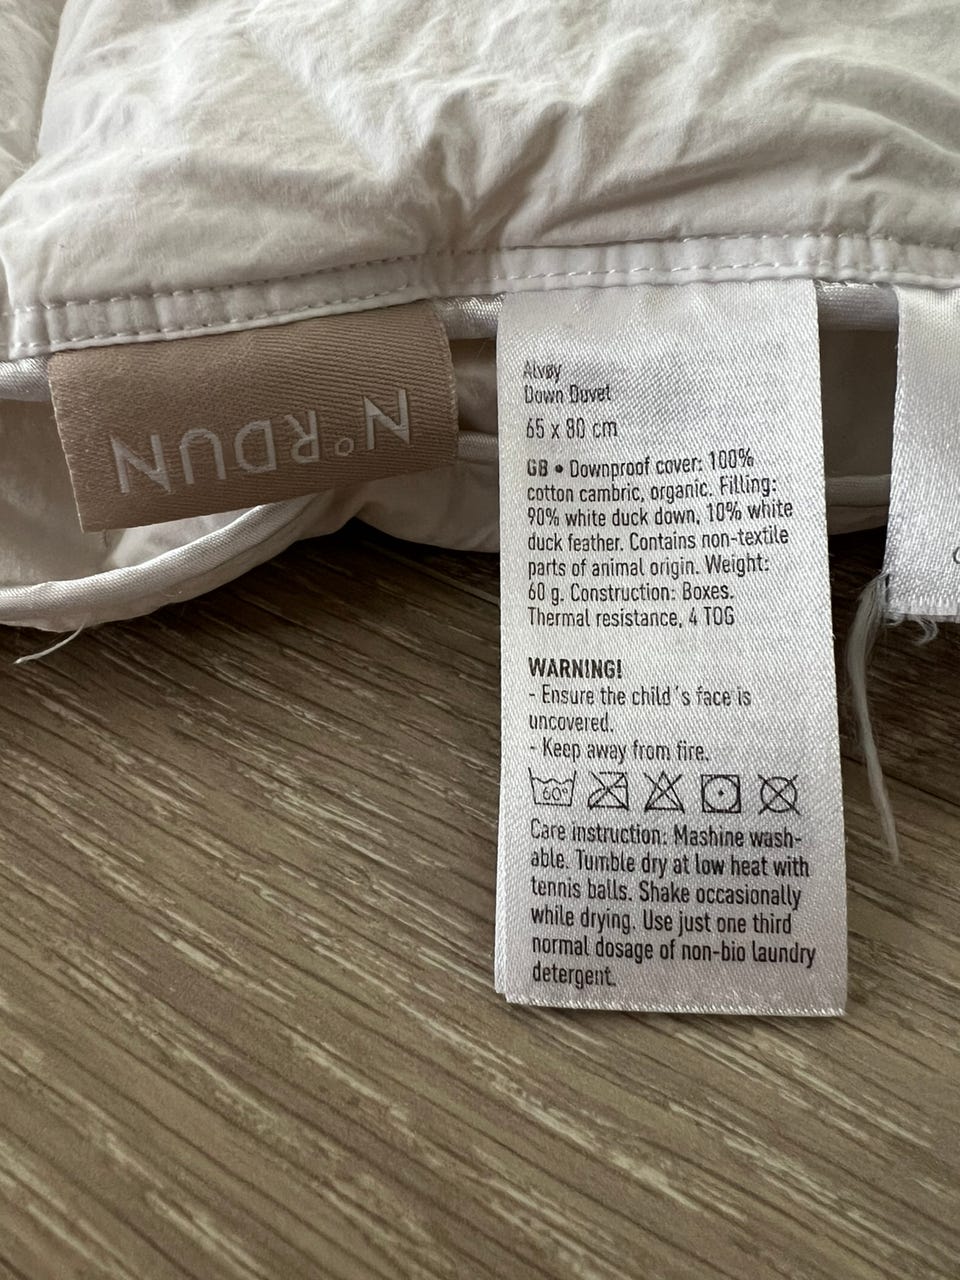 N°RDUN
Alvøy
Down Duvet
65 x 80 cm
GB • Downproof cover: 100%
cotton cambric, organic. Filling:
90% white duck down, 10% white
duck feather. Contains non-textile
parts of animal origin. Weight:
60 g. Construction: Boxes.
Thermal resistance, 4 TOG
WARNING!
- Ensure the child´s face is
uncovered.
- Keep away from fire.
60°
Care instruction: Mashine wash-
able. Tumble dry at low heat with
tennis balls. Shake occasionally
while drying. Use just one third
normal dosage of non-bio laundry
detergent.